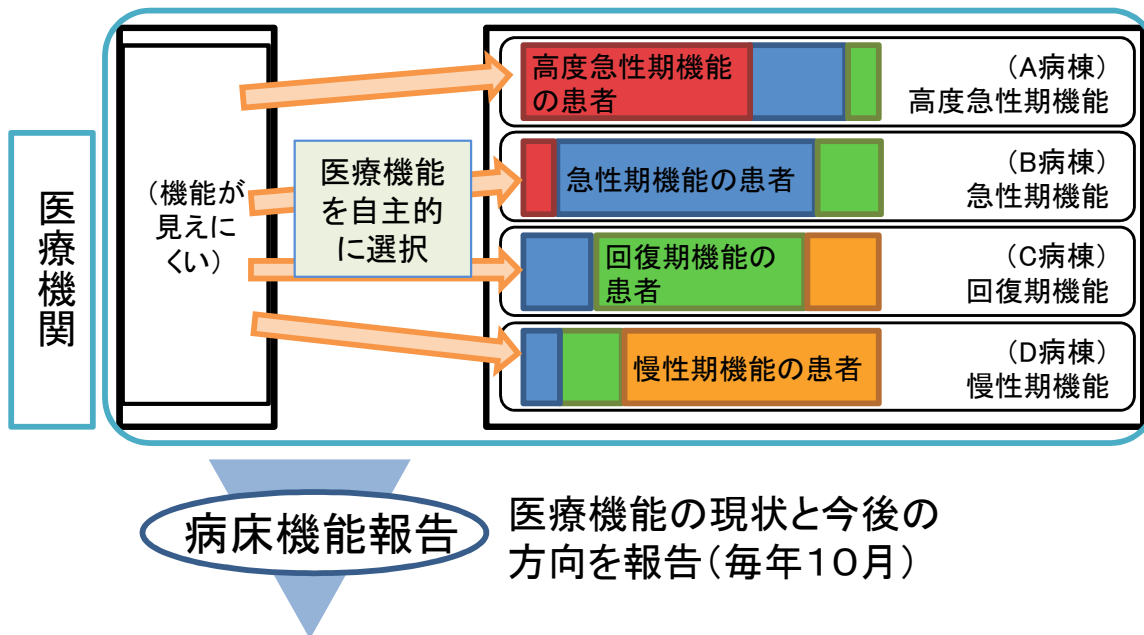 医療機関
（機能が
見えに
くい）
医療機能
を自主的
に選択
高度急性期機能
の患者
（A病棟）
高度急性期機能
急性期機能の患者
（B病棟）
急性期機能
回復期機能の
患者
（C病棟）
回復期機能
慢性期機能の患者
（D病棟）
慢性期機能
病床機能報告
医療機能の現状と今後の
方向を報告（毎年１０月）